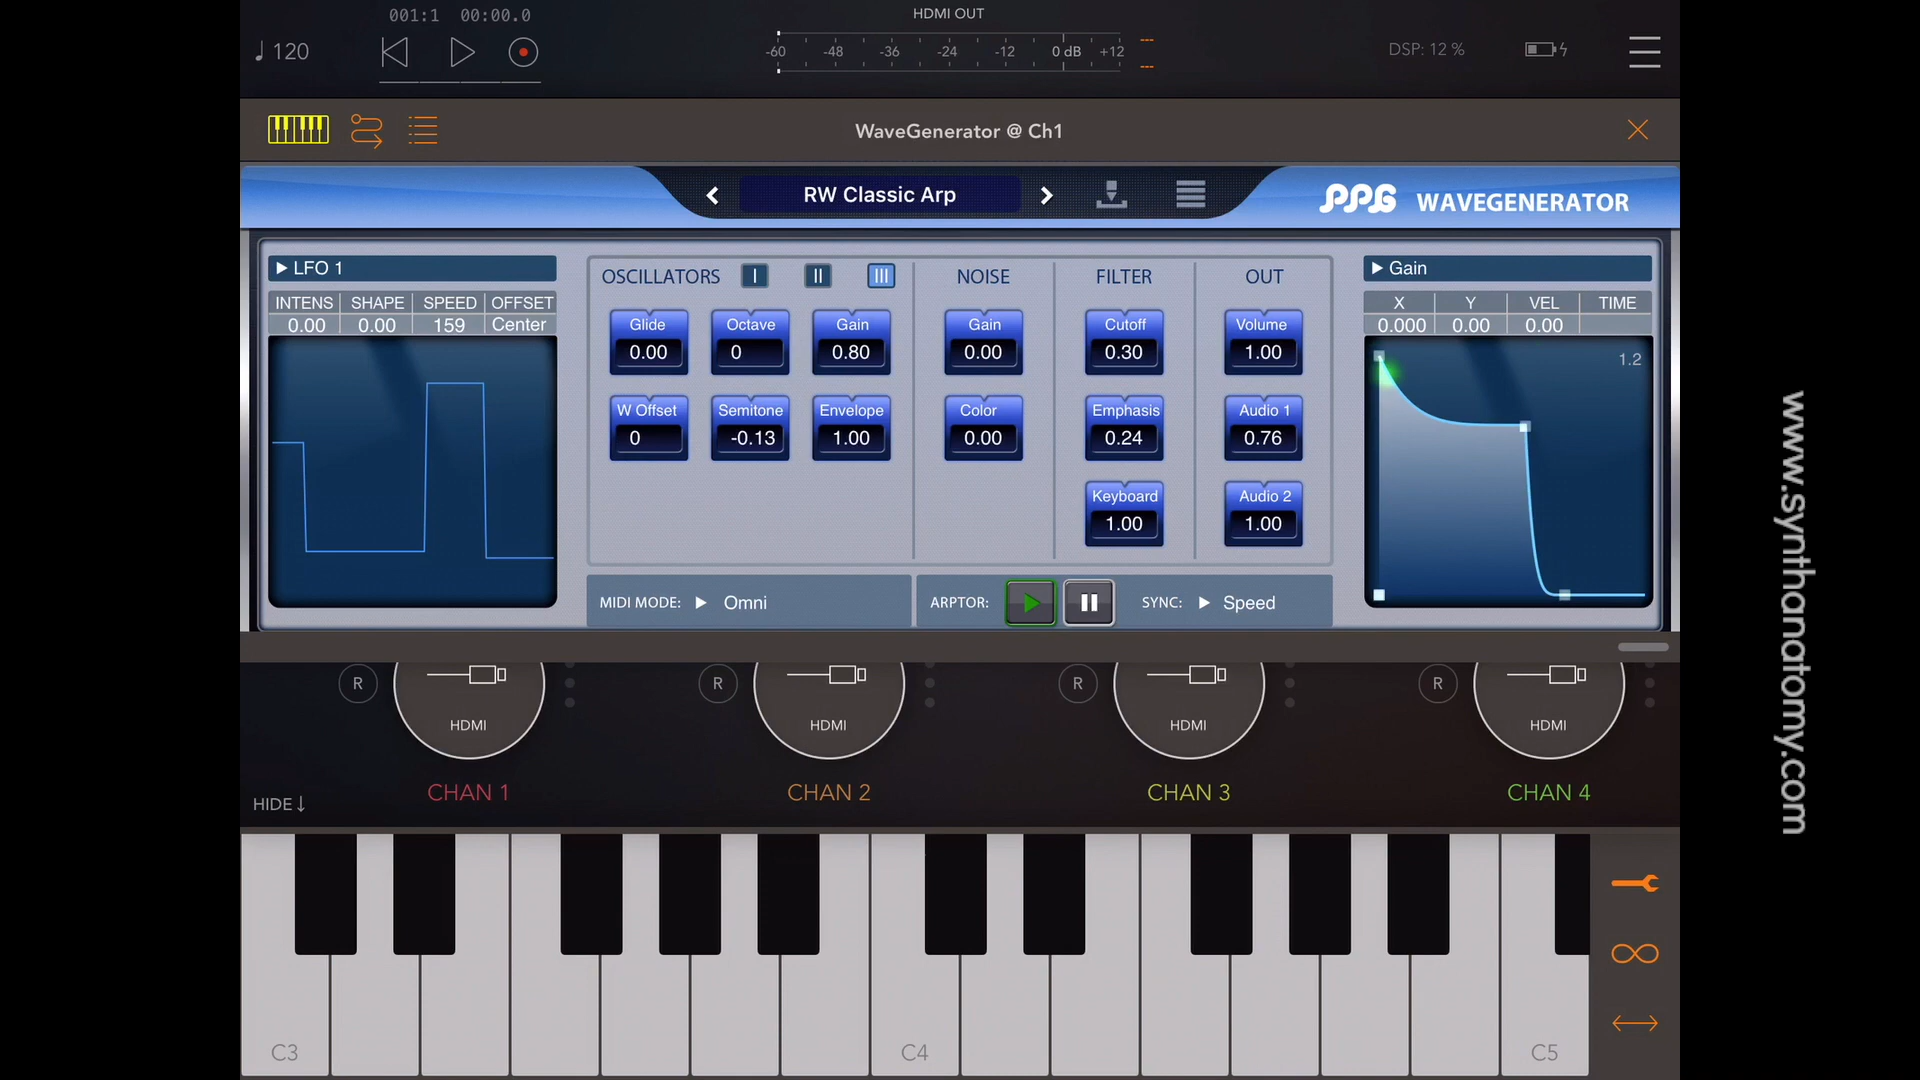 001:1 00:00.0
HDMI OUT
120
-60 -48 -36 -24 -12 0 dB +12
DSP: 12 %
WaveGenerator @ Ch1
RW Classic Arp
PPG WAVEGENERATOR
LFO 1
INTENS SHAPE SPEED OFFSET
0.00 0.00 159 Center
OSCILLATORS I II III
Glide Octave Gain
0.00 0 0.80
W Offset Semitone Envelope
0 -0.13 1.00
NOISE
Gain
0.00
Color
0.00
FILTER
Cutoff
0.30
Emphasis
0.24
Keyboard
1.00
OUT
Volume
1.00
Audio 1
0.76
Audio 2
1.00
Gain
X Y VEL TIME
0.000 0.00 0.00
1.2
MIDI MODE: Omni
ARPTOR:
SYNC: Speed
R R R R
HDMI HDMI HDMI HDMI
CHAN 1 CHAN 2 CHAN 3 CHAN 4
HIDE
C3 C4 C5
www.synthanatomy.com